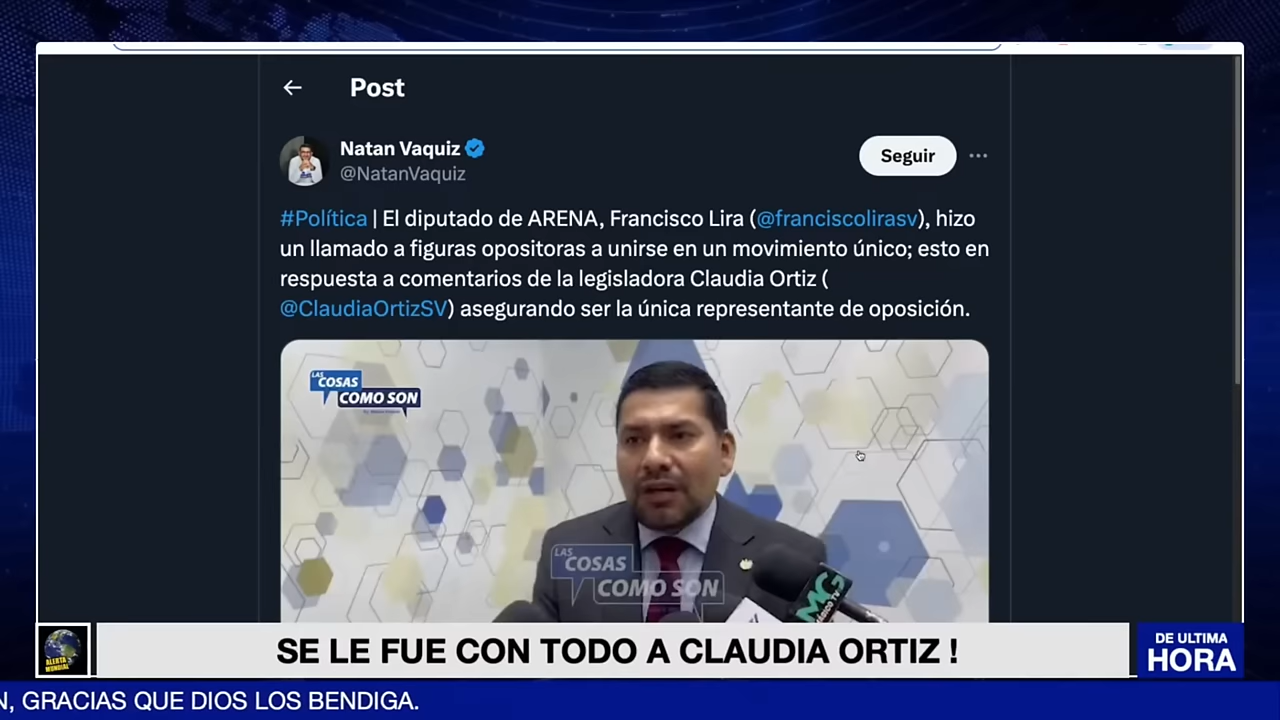 Post
Natan Vaquiz
@NatanVaquiz
Seguir
#Política | El diputado de ARENA, Francisco Lira (@franciscolirasv), hizo
un llamado a figuras opositoras a unirse en un movimiento único; esto en
respuesta a comentarios de la legisladora Claudia Ortiz (
@ClaudiaOrtizSV) asegurando ser la única representante de oposición.
LAS
COSAS
COMO SON
LAS
COSAS
COMO SON
MG
ALERTA
MUNDIAL
SE LE FUE CON TODO A CLAUDIA ORTIZ !
DE ULTIMA
HORA
N, GRACIAS QUE DIOS LOS BENDIGA.